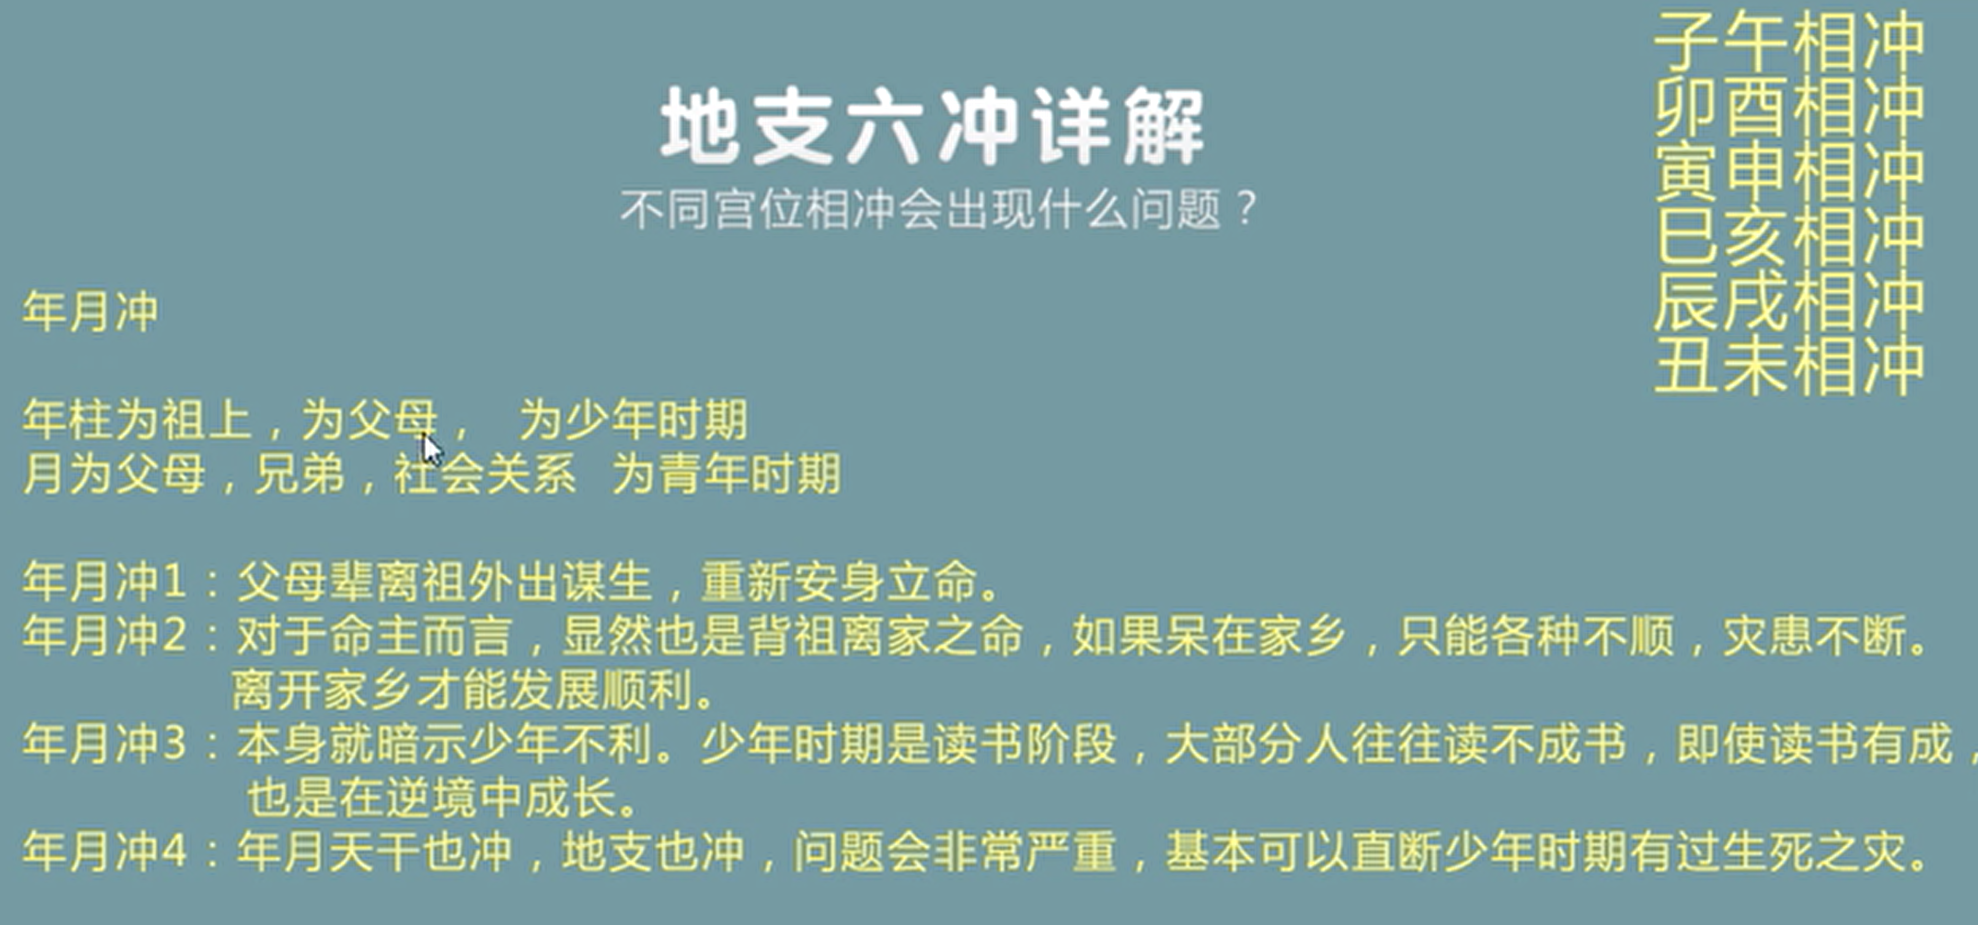 地支六冲详解
不同宫位相冲会出现什么问题？
子午相冲
卯酉相冲
寅申相冲
巳亥相冲
辰戌相冲
丑未相冲
年月冲
年柱为祖上，为父母， 为少年时期
月为父母，兄弟，社会关系 为青年时期
年月冲1：父母辈离祖外出谋生，重新安身立命。
年月冲2：对于命主而言，显然也是背祖离家之命，如果呆在家乡，只能各种不顺，灾患不断。
离开家乡才能发展顺利。
年月冲3：本身就暗示少年不利。少年时期是读书阶段，大部分人往往读不成书，即使读书有成，
也是在逆境中成长。
年月冲4：年月天干也冲，地支也冲，问题会非常严重，基本可以直断少年时期有过生死之灾。